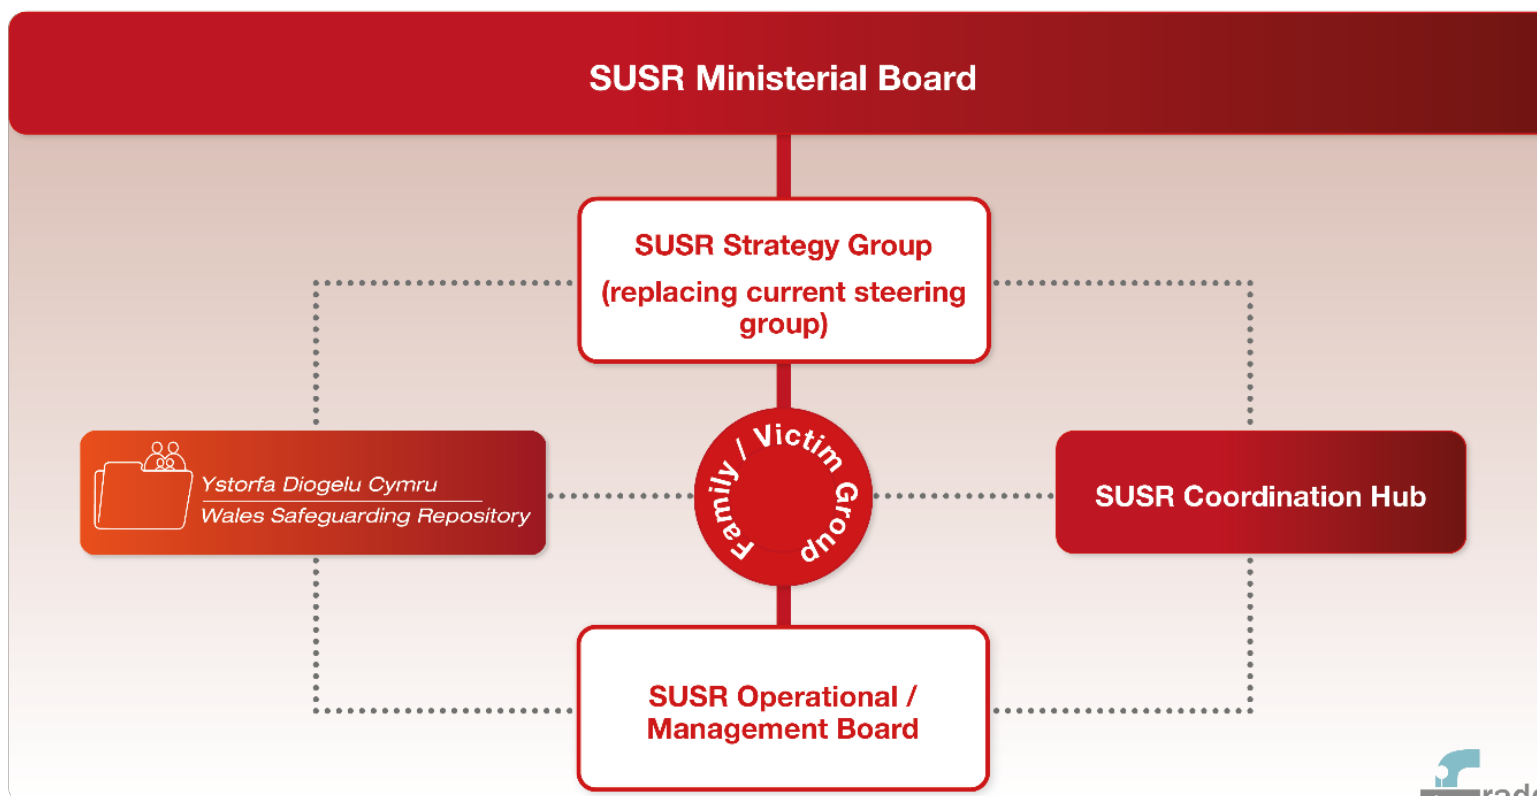 SUSR Ministerial Board
SUSR Strategy Group
(replacing current steering
group)
Ystorfa Diogelu Cymru
Wales Safeguarding Repository
Family / Victim Group
SUSR Coordination Hub
SUSR Operational /
Management Board